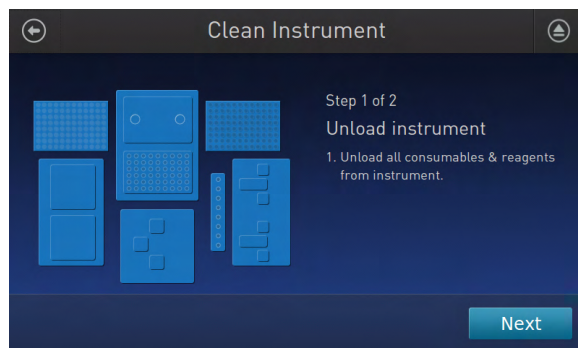 Clean Instrument
Step 1 of 2
Unload instrument
1. Unload all consumables & reagents
from instrument.
Next